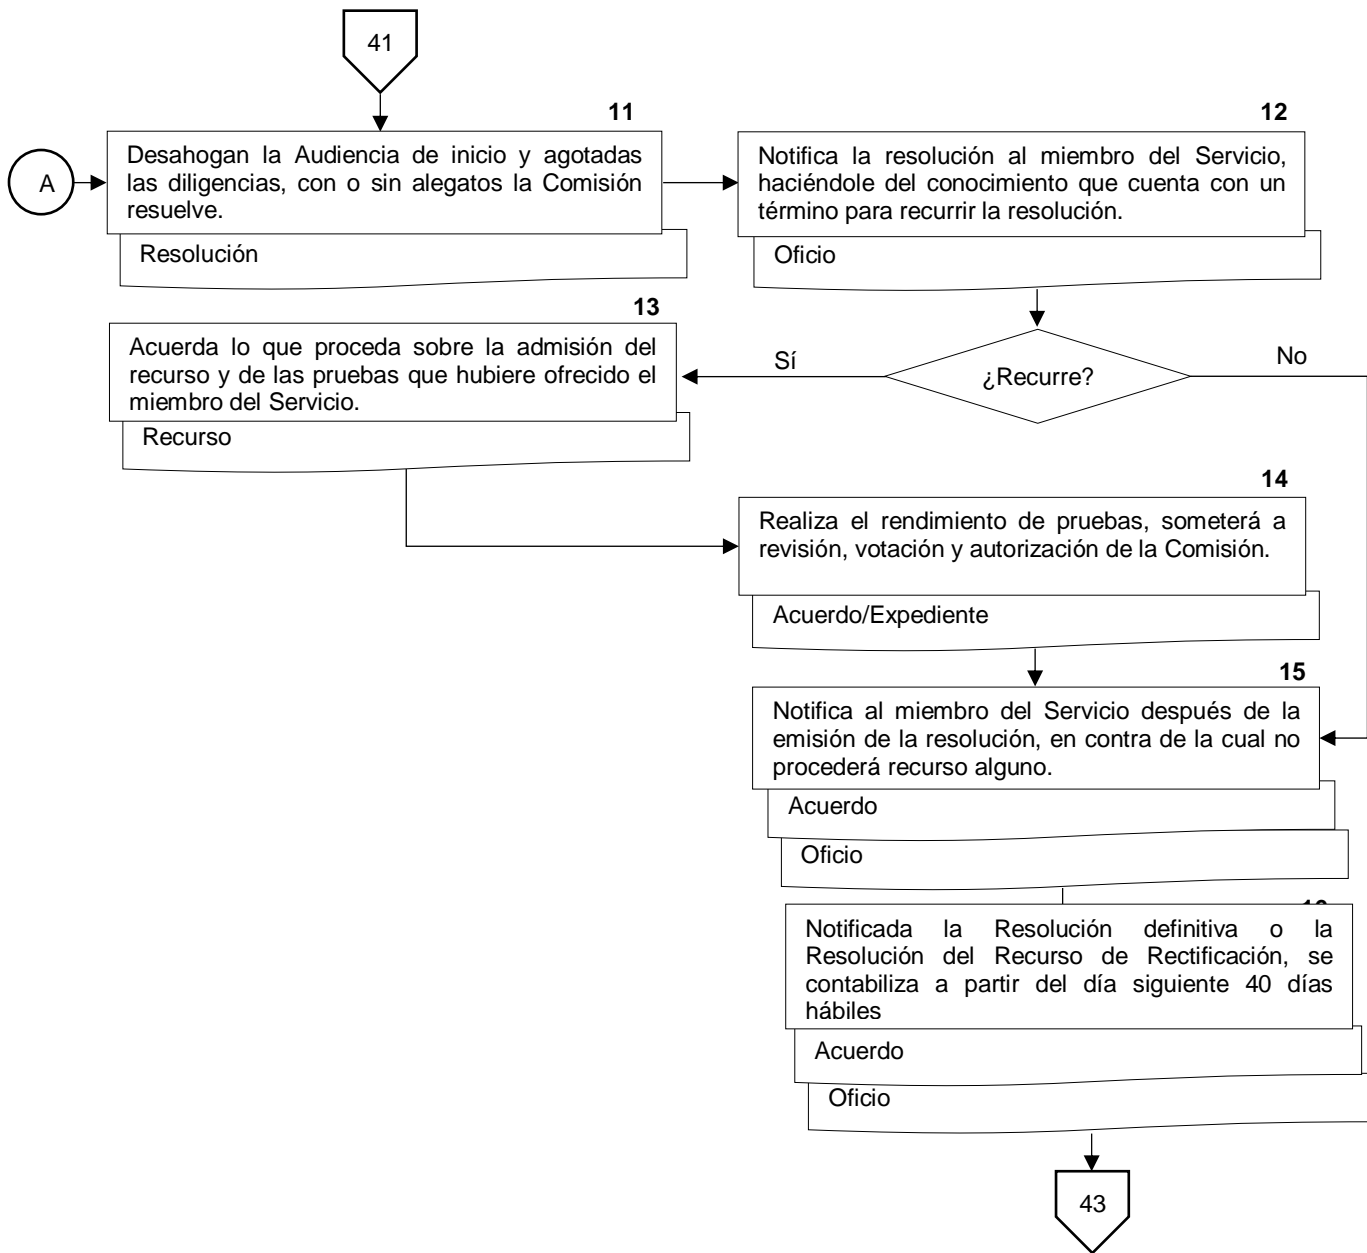 41
11
A
Desahogan la Audiencia de inicio y agotadas
las diligencias, con o sin alegatos la Comisión
resuelve.
Resolución
12
Notifica la resolución al miembro del Servicio,
haciéndole del conocimiento que cuenta con un
término para recurrir la resolución.
Oficio
¿Recurre?
Sí
No
13
Acuerda lo que proceda sobre la admisión del
recurso y de las pruebas que hubiere ofrecido el
miembro del Servicio.
Recurso
14
Realiza el rendimiento de pruebas, someterá a
revisión, votación y autorización de la Comisión.
Acuerdo/Expediente
15
Notifica al miembro del Servicio después de la
emisión de la resolución, en contra de la cual no
procederá recurso alguno.
Acuerdo
Oficio
Notificada la Resolución definitiva o la
Resolución del Recurso de Rectificación, se
contabiliza a partir del día siguiente 40 días
hábiles
Acuerdo
Oficio
43